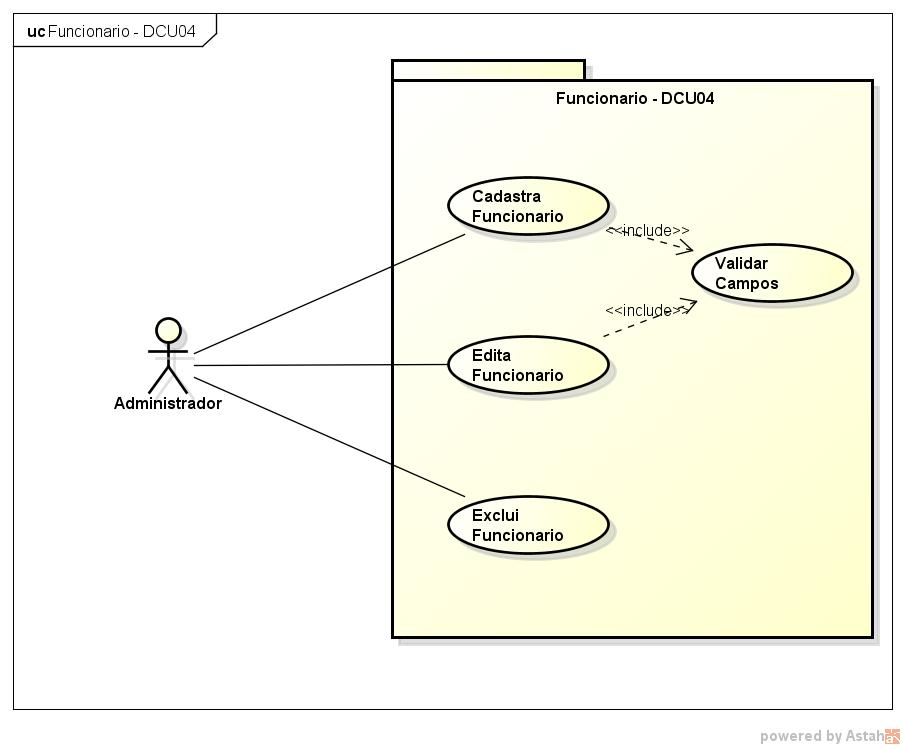 uc Funcionario - DCU04
Funcionario - DCU04
Cadastra
Funcionario
<<include>>
Validar
Campos
<<include>>
Edita
Funcionario
Administrador
Exclui
Funcionario
powered by Astah